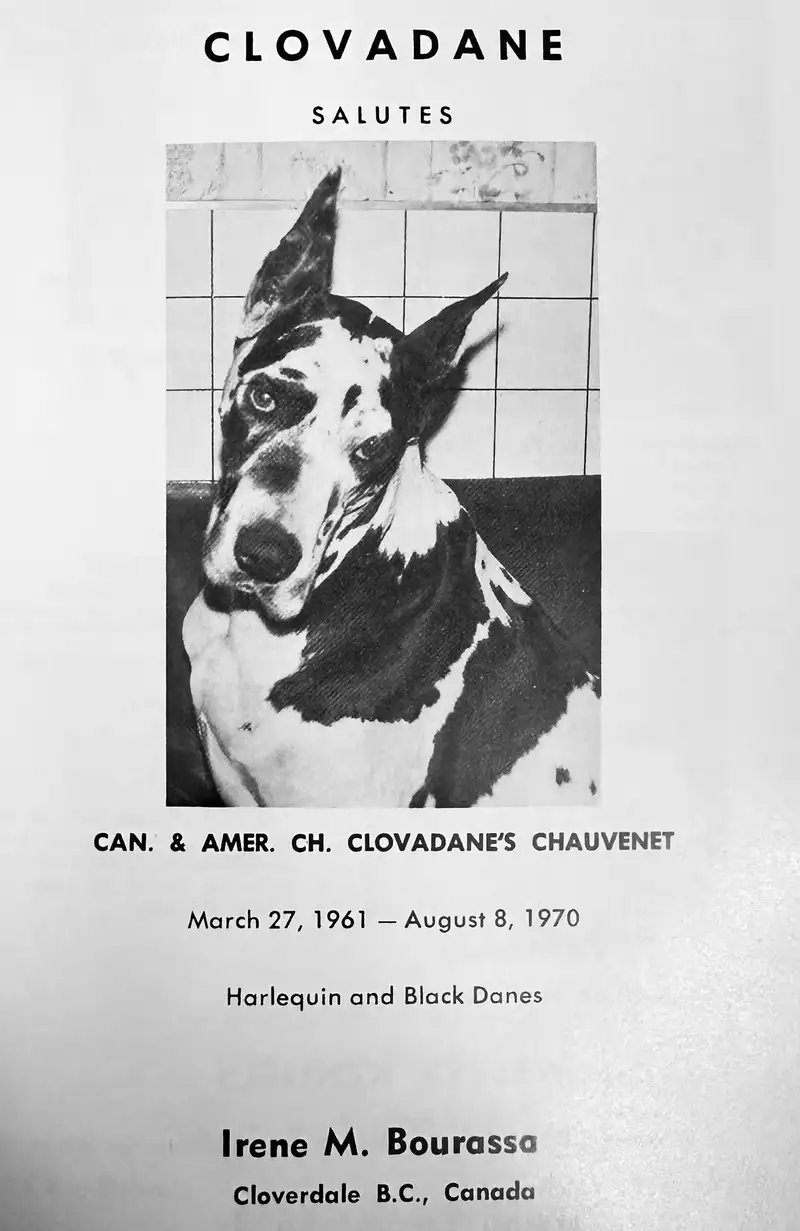 CLOVADANE
SALUTES
CAN. & AMER. CH. CLOVADANE'S CHAUVENET
March 27, 1961 — August 8, 1970
Harlequin and Black Danes
Irene M. Bourassa
Cloverdale B.C., Canada